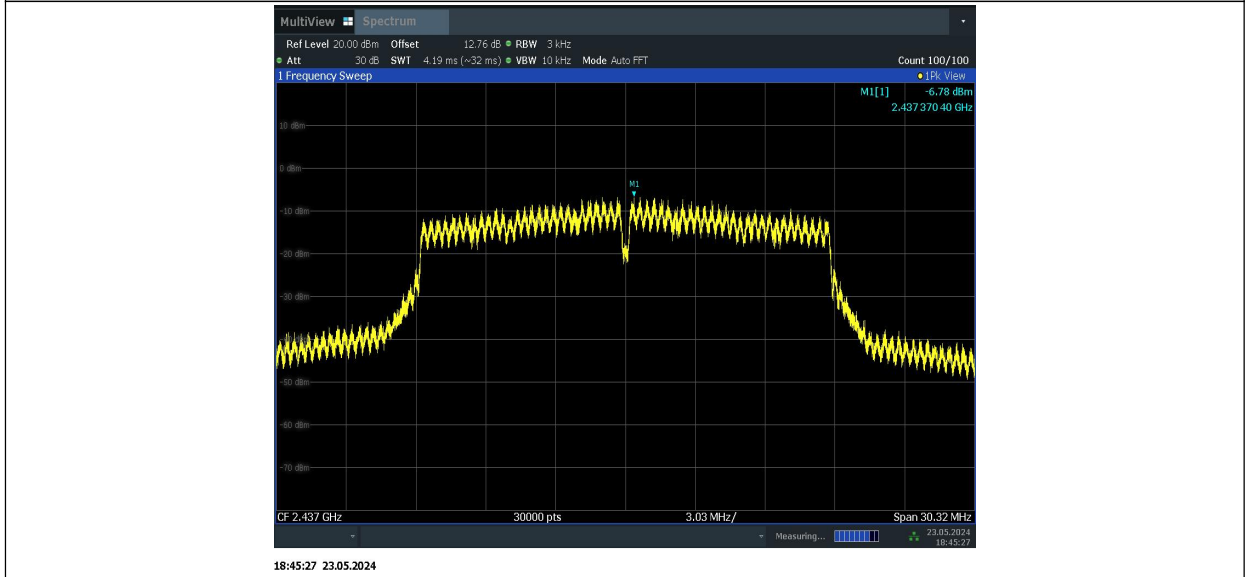 MultiView Spectrum
Ref Level 20.00 dBm Offset 12.76 dB RBW 3 kHz
Att 30 dB SWT 4.19 ms (~32 ms) VBW 10 kHz Mode Auto FFT Count 100/100
1 Frequency Sweep 1Pk View
M1[1] -6.78 dBm
2.437 370 40 GHz
10 dBm
0 dBm
M1
-10 dBm
-20 dBm
-30 dBm
-50 dBm
-60 dBm
-70 dBm
CF 2.437 GHz 30000 pts 3.03 MHz/ Span 30.32 MHz
Measuring... 23.05.2024
18:45:27
18:45:27 23.05.2024